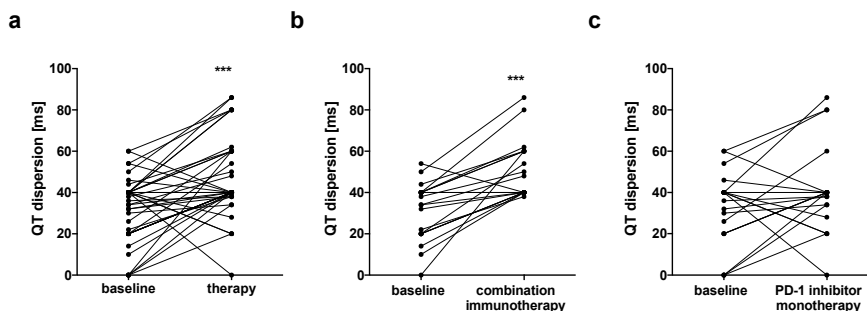 a
b
c
***
***
QT dispersion [ms]
100
80
60
40
20
0
baseline
therapy
QT dispersion [ms]
100
80
60
40
20
0
baseline
combination
immunotherapy
QT dispersion [ms]
100
80
60
40
20
0
baseline
PD-1 inhibitor
monotherapy